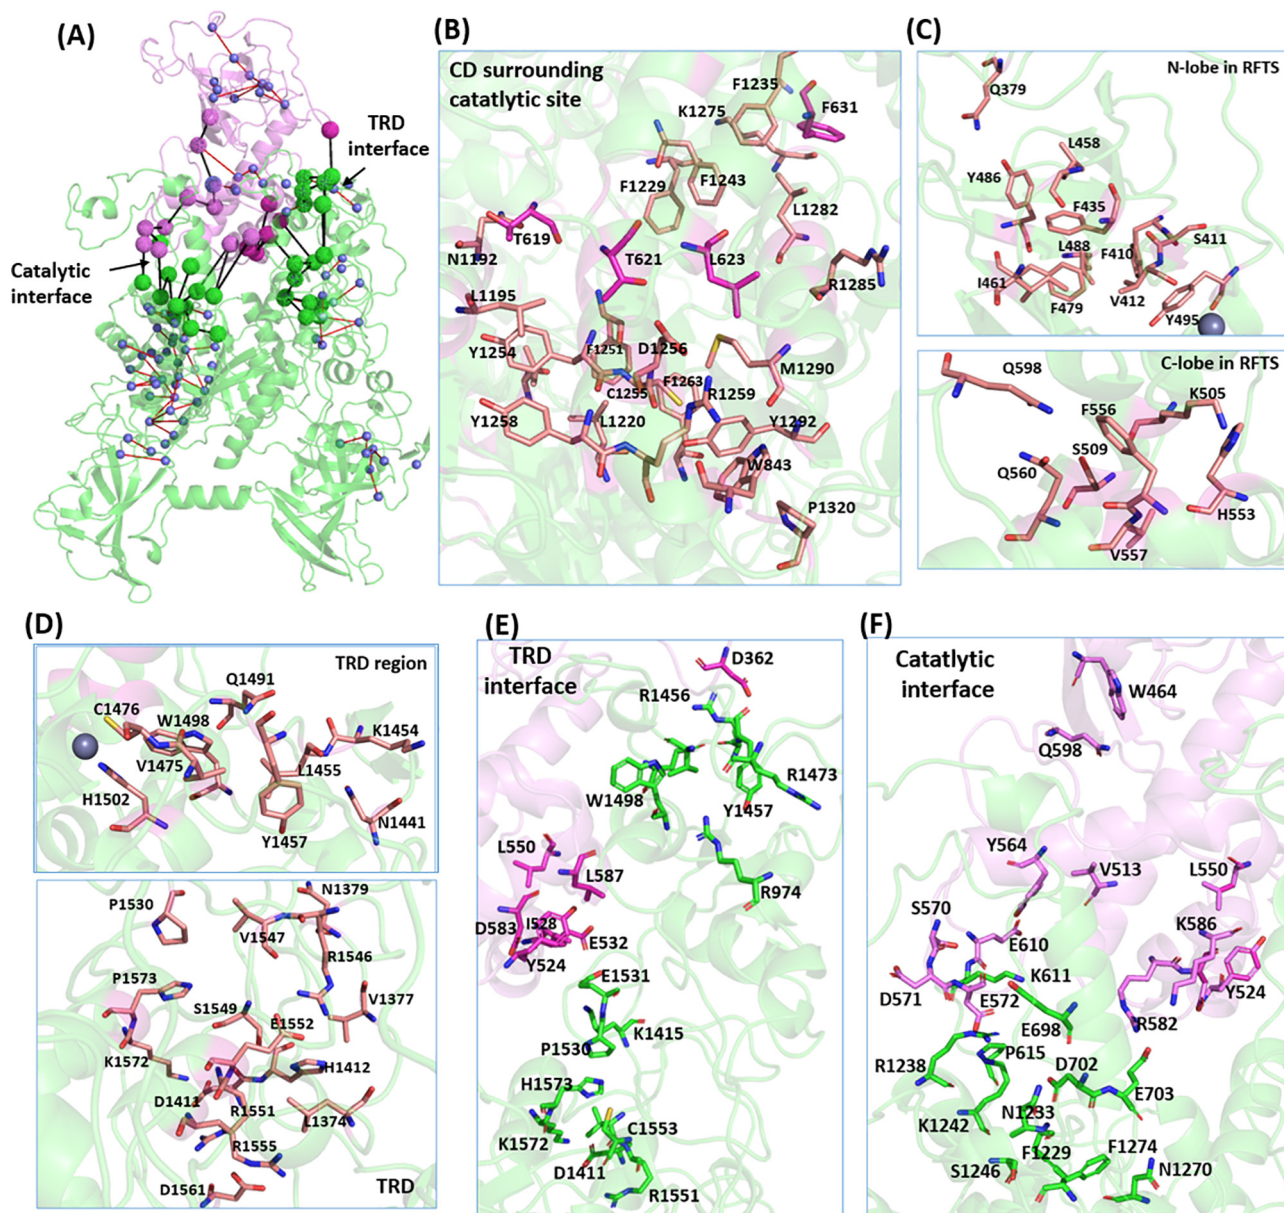 (A)
TRD
interface
Catalytic
interface
(B)
CD surrounding
catatlytic site
F1235
K1275
F631
F1229
F1243
L1282
T619
N1192
T621
L623
R1285
L1195
Y1254
F1251
D1256
M1290
C1255
F1263
R1259
Y1258
L1220
Y1292
W843
P1320
(C)
N-lobe in RFTS
Q379
L458
Y486
F435
S411
L488
F410
I461
F479
V412
Y495
C-lobe in RFTS
Q598
K505
F556
S509
Q560
H553
V557
(D)
TRD region
Q1491
C1476
W1498
K1454
V1475
L1455
H1502
N1441
Y1457
N1379
P1530
V1547
R1546
P1573
V1377
S1549
E1552
K1572
H1412
D1411
R1551
L1374
R1555
D1561
TRD
(E)
TRD
interface
D362
R1456
R1473
W1498
Y1457
L550
L587
R974
D583
I528
E532
Y524
E1531
K1415
P1530
H1573
C1553
K1572
D1411
R1551
(F)
Catatlytic
interface
W464
Q598
Y564
V513
L550
S570
K586
E610
K611
D571
E572
Y524
E698
R582
R1238
P615
D702
E703
K1242
N1233
F1229
F1274
S1246
N1270